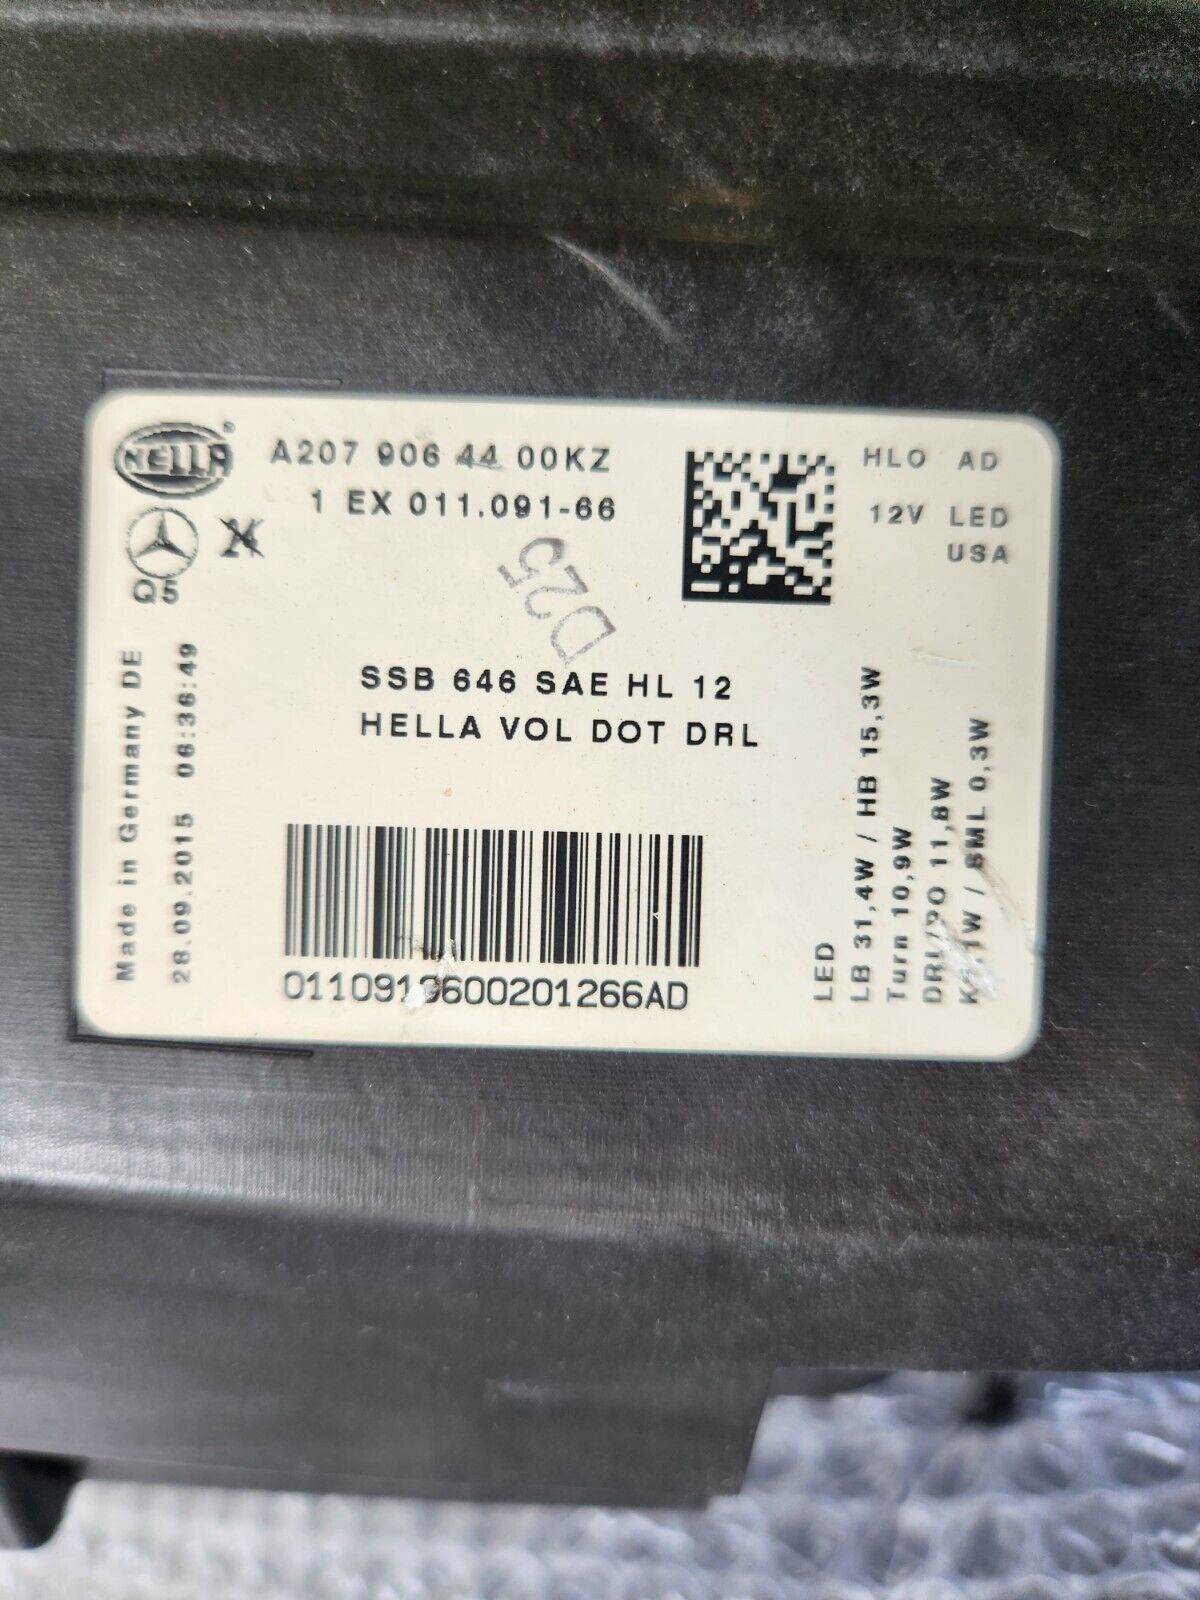 HELLA
A207 906 44 00KZ
1 EX 011.091-66
HLO AD
12V LED
USA
Q5
D25
SSB 646 SAE HL 12
HELLA VOL DOT DRL
Made in Germany DE
28.09.2015 06:36:49
LED
LB 31,4W / HB 15,3W
Turn 10,9W
DRL/PO 11,8W
/ SML 0,3W